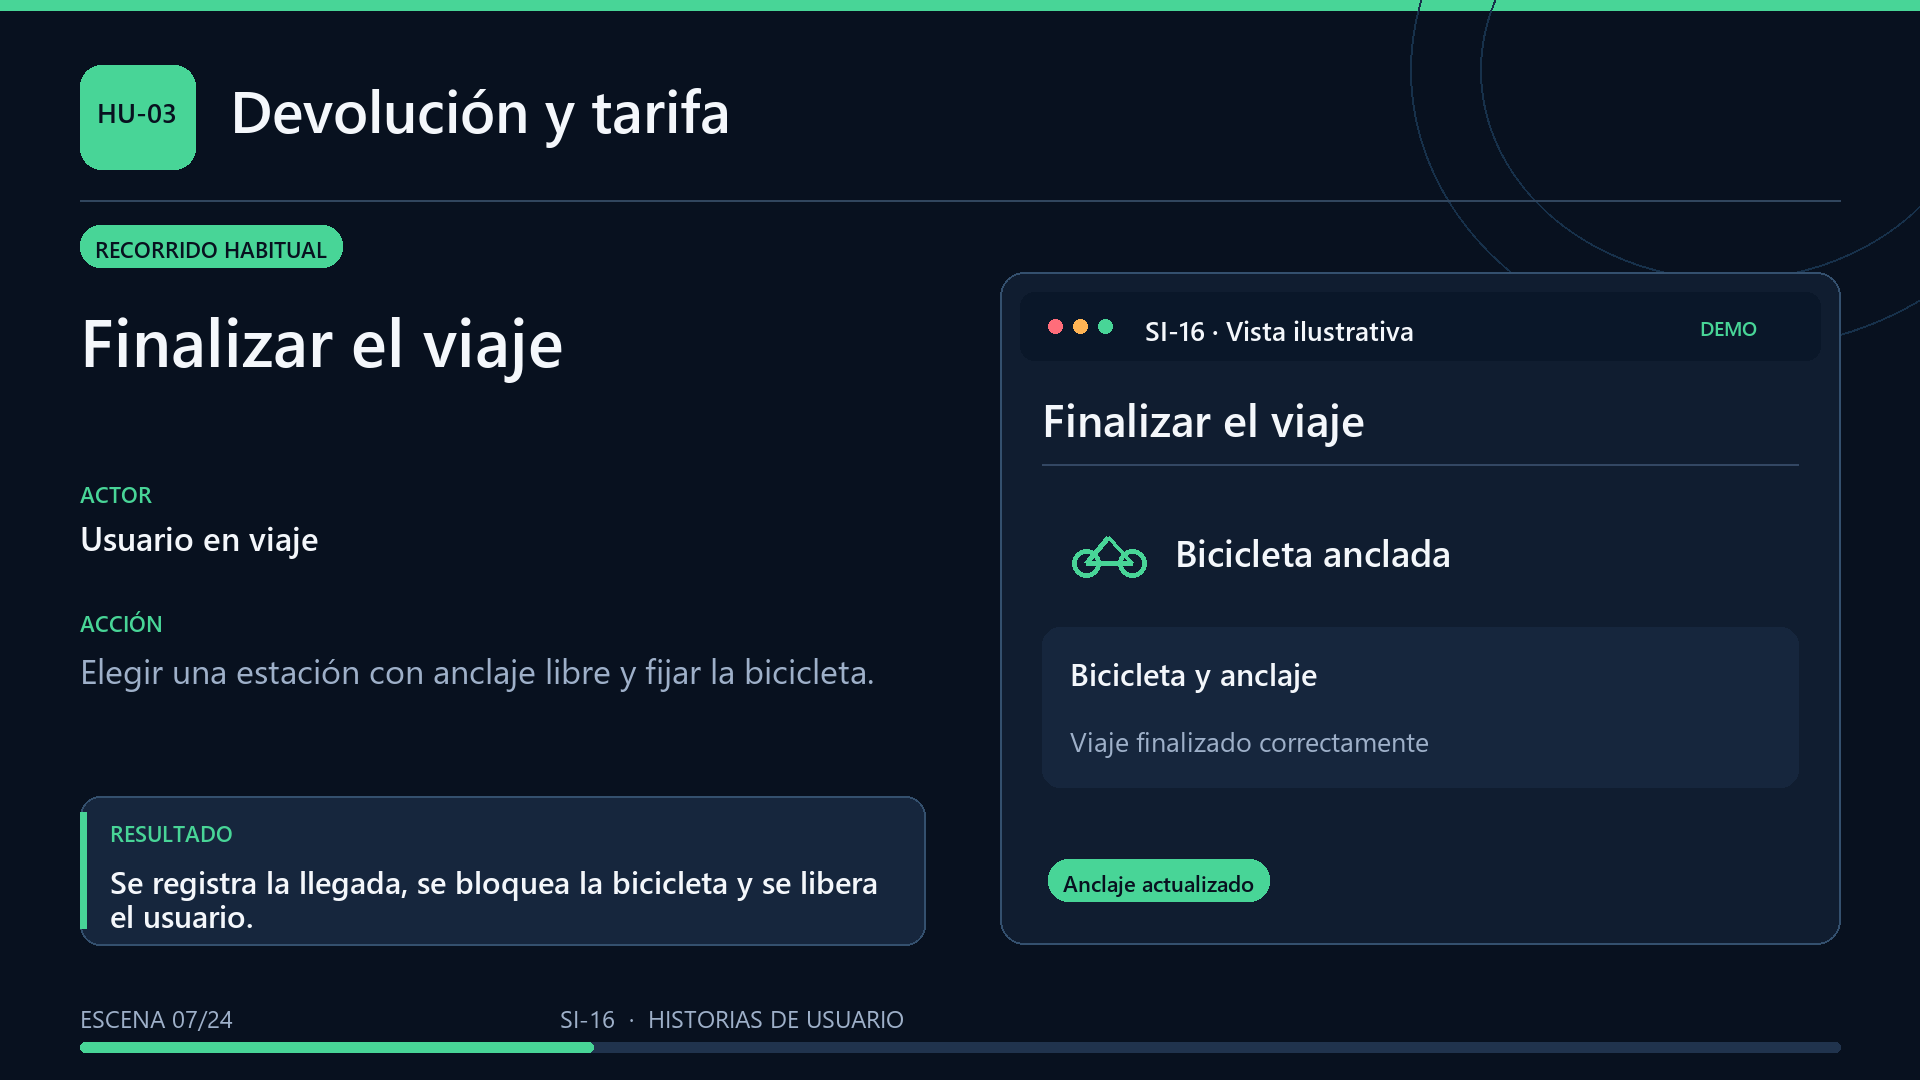 HU-03
Devolución y tarifa
RECORRIDO HABITUAL
Finalizar el viaje
ACTOR
Usuario en viaje
ACCIÓN
Elegir una estación con anclaje libre y fijar la bicicleta.
RESULTADO
Se registra la llegada, se bloquea la bicicleta y se libera
el usuario.
SI-16 · Vista ilustrativa
DEMO
Finalizar el viaje
Bicicleta anclada
Bicicleta y anclaje
Viaje finalizado correctamente
Anclaje actualizado
ESCENA 07/24
SI-16 · HISTORIAS DE USUARIO